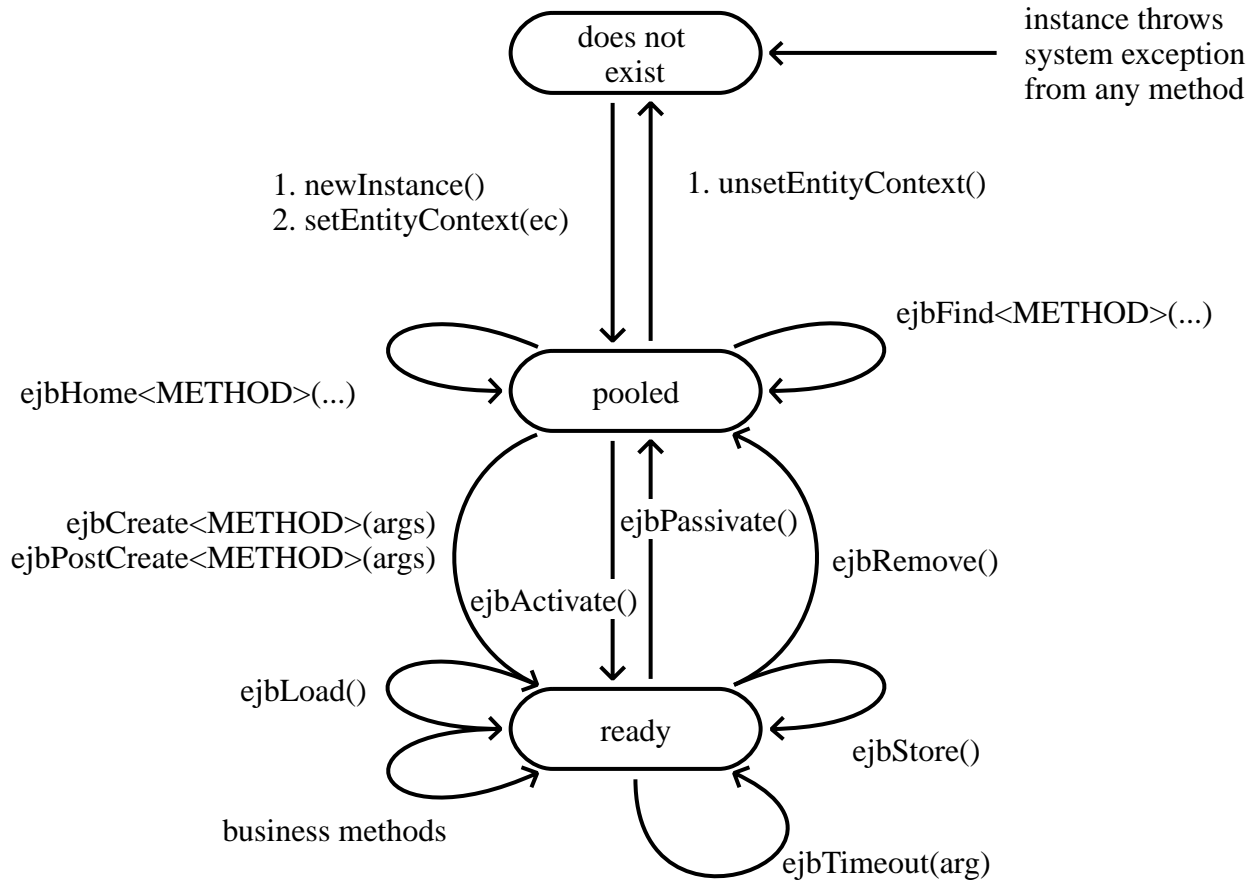 does not
exist
instance throws
system exception
from any method
1. newInstance()
2. setEntityContext(ec)
1. unsetEntityContext()
ejbFind<METHOD>(...)
ejbHome<METHOD>(...)
pooled
ejbCreate<METHOD>(args)
ejbPostCreate<METHOD>(args)
ejbPassivate()
ejbRemove()
ejbActivate()
ejbLoad()
ready
ejbStore()
business methods
ejbTimeout(arg)